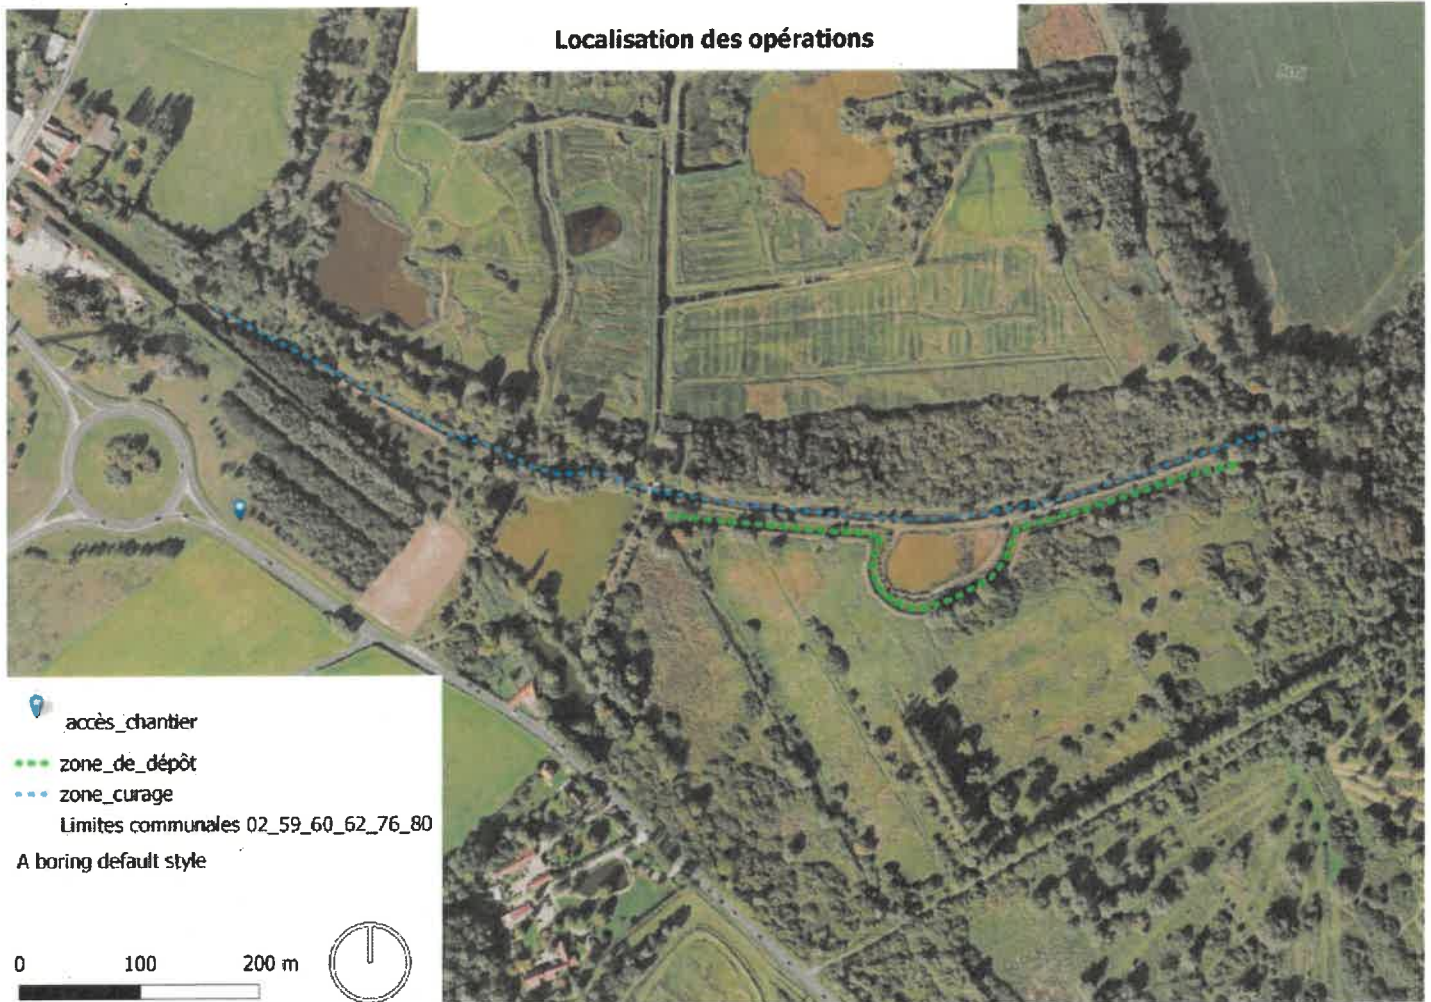 Localisation des opérations
accès_chantier
zone_de_dépôt
zone_curage
Limites communales 02_59_60_62_76_80
A boring default style
0 100 200 m